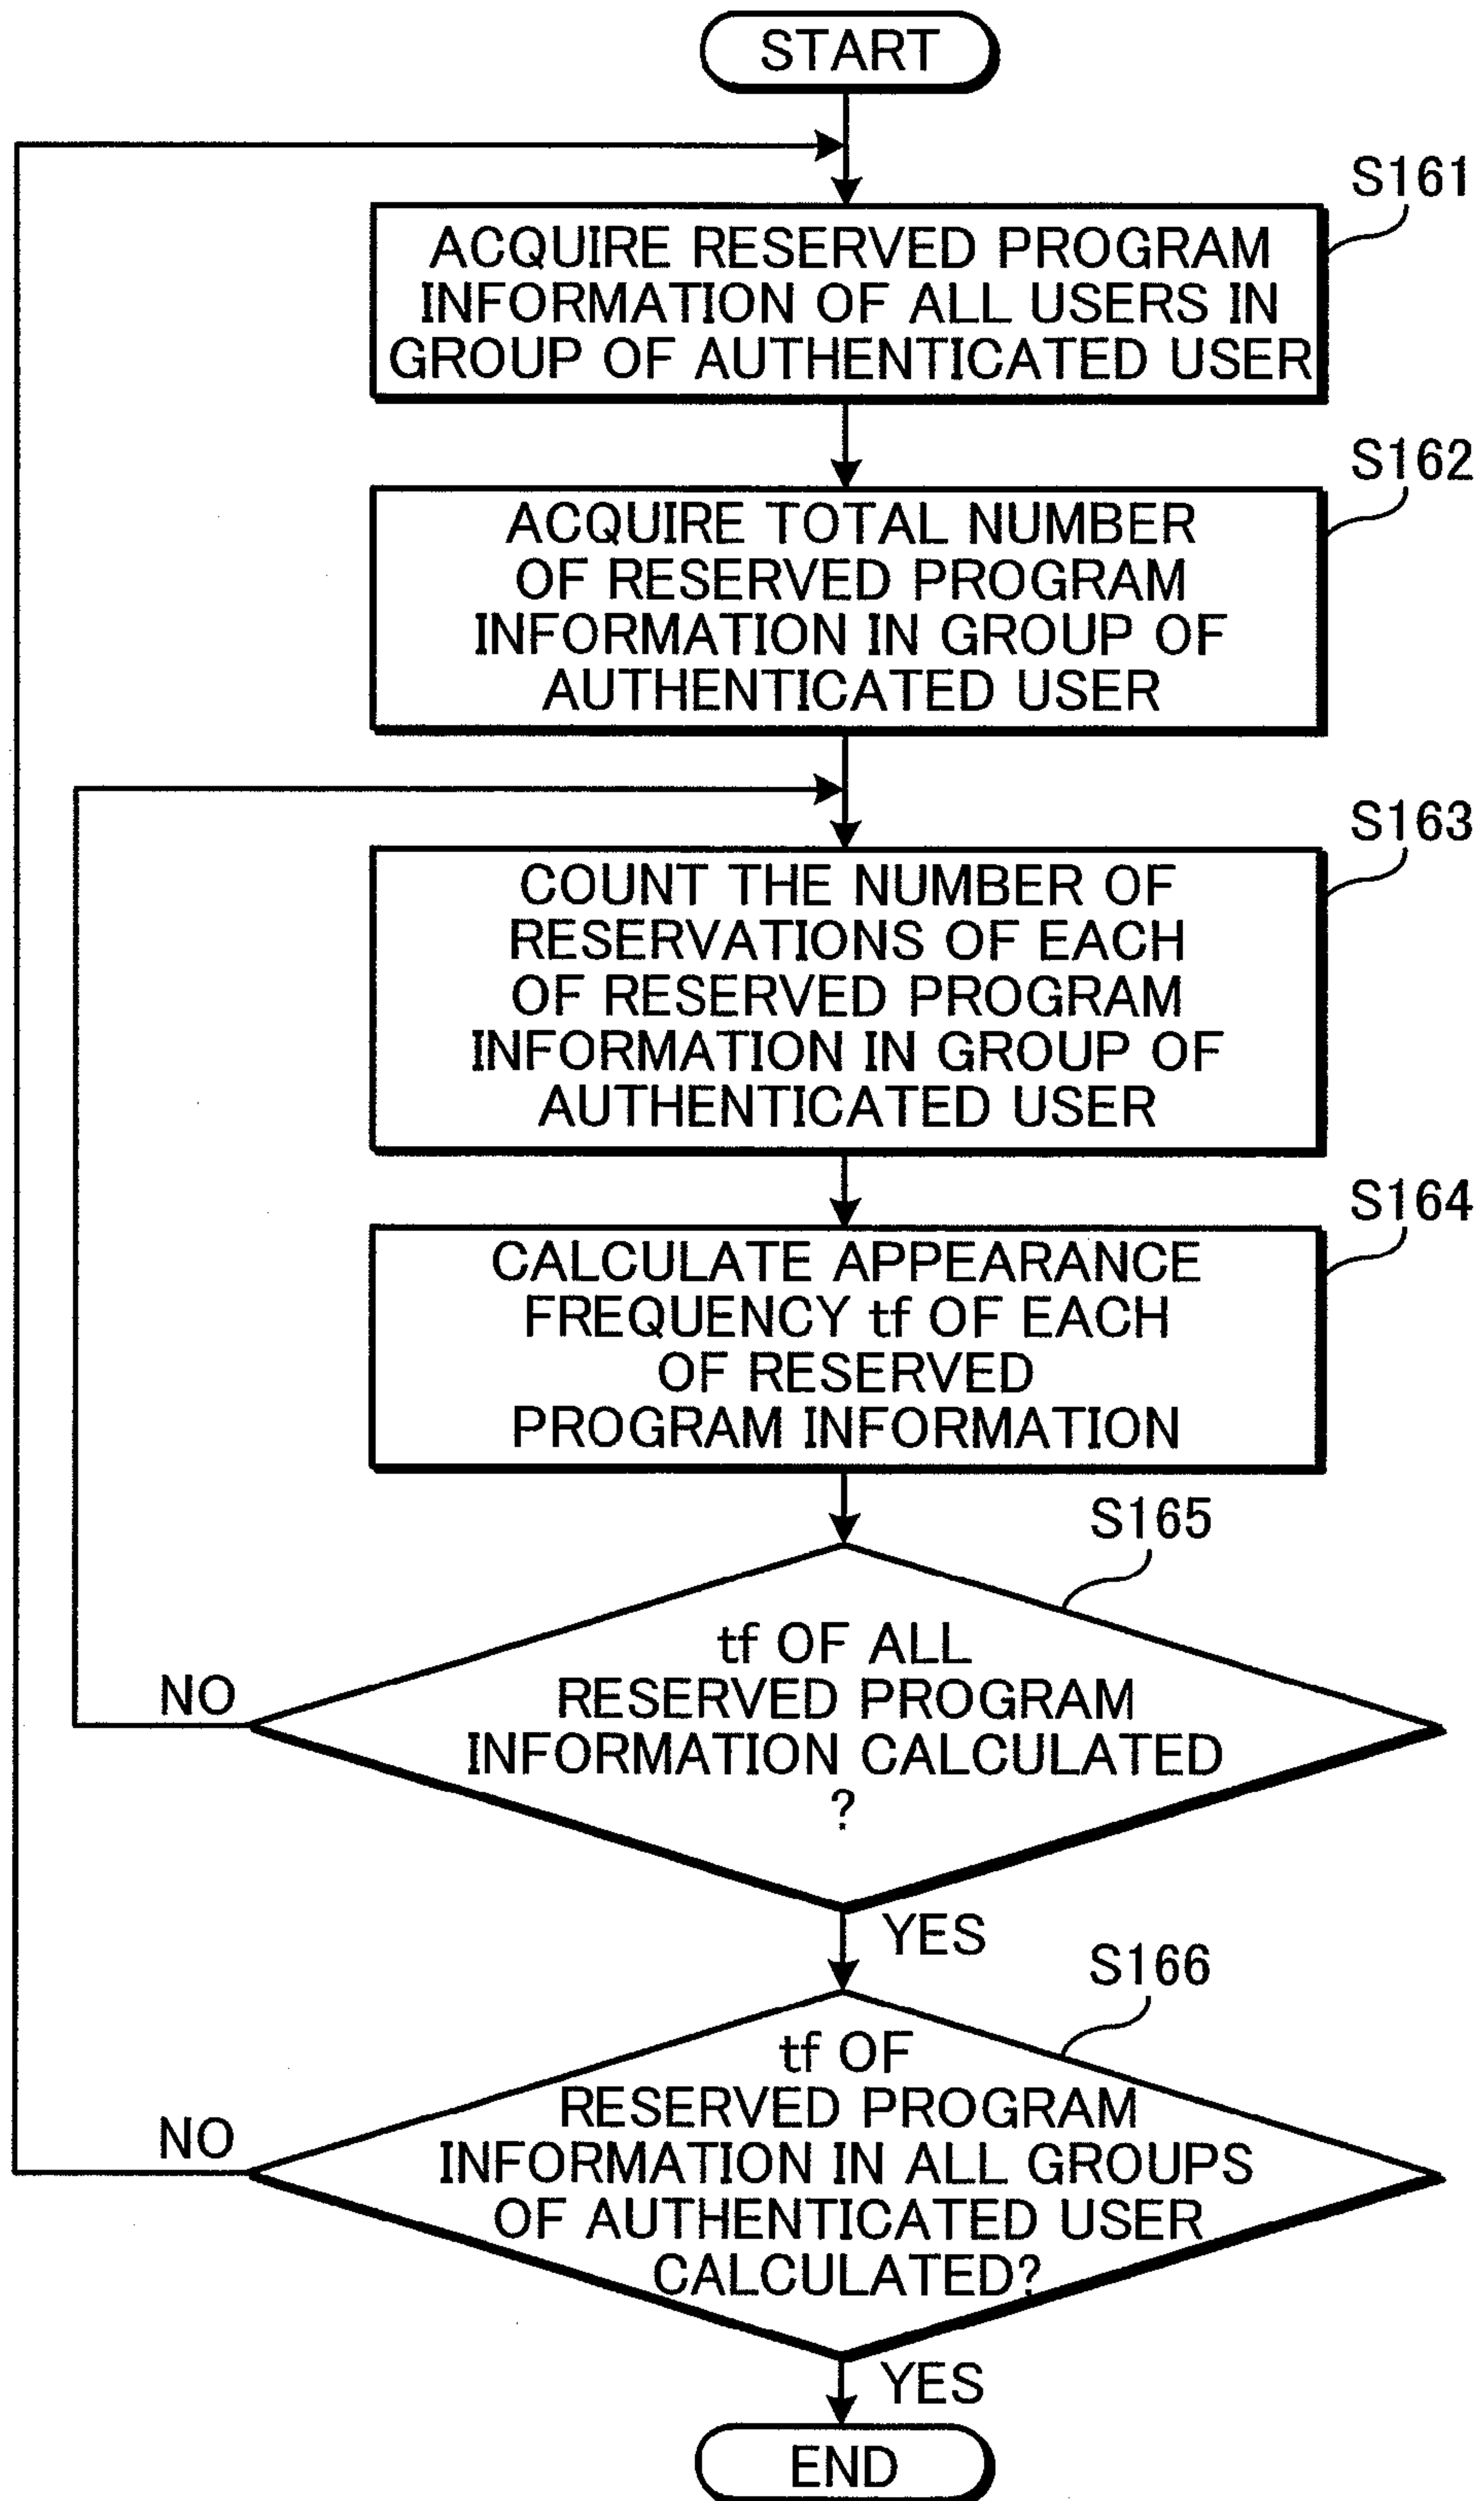 START
S161
ACQUIRE RESERVED PROGRAM
INFORMATION OF ALL USERS IN
GROUP OF AUTHENTICATED USER
S162
ACQUIRE TOTAL NUMBER
OF RESERVED PROGRAM
INFORMATION IN GROUP OF
AUTHENTICATED USER
S163
COUNT THE NUMBER OF
RESERVATIONS OF EACH
OF RESERVED PROGRAM
INFORMATION IN GROUP OF
AUTHENTICATED USER
S164
CALCULATE APPEARANCE
FREQUENCY tf OF EACH
OF RESERVED
PROGRAM INFORMATION
S165
tf OF ALL
RESERVED PROGRAM
INFORMATION CALCULATED
?
NO
YES
S166
tf OF
RESERVED PROGRAM
INFORMATION IN ALL GROUPS
OF AUTHENTICATED USER
CALCULATED?
NO
YES
END